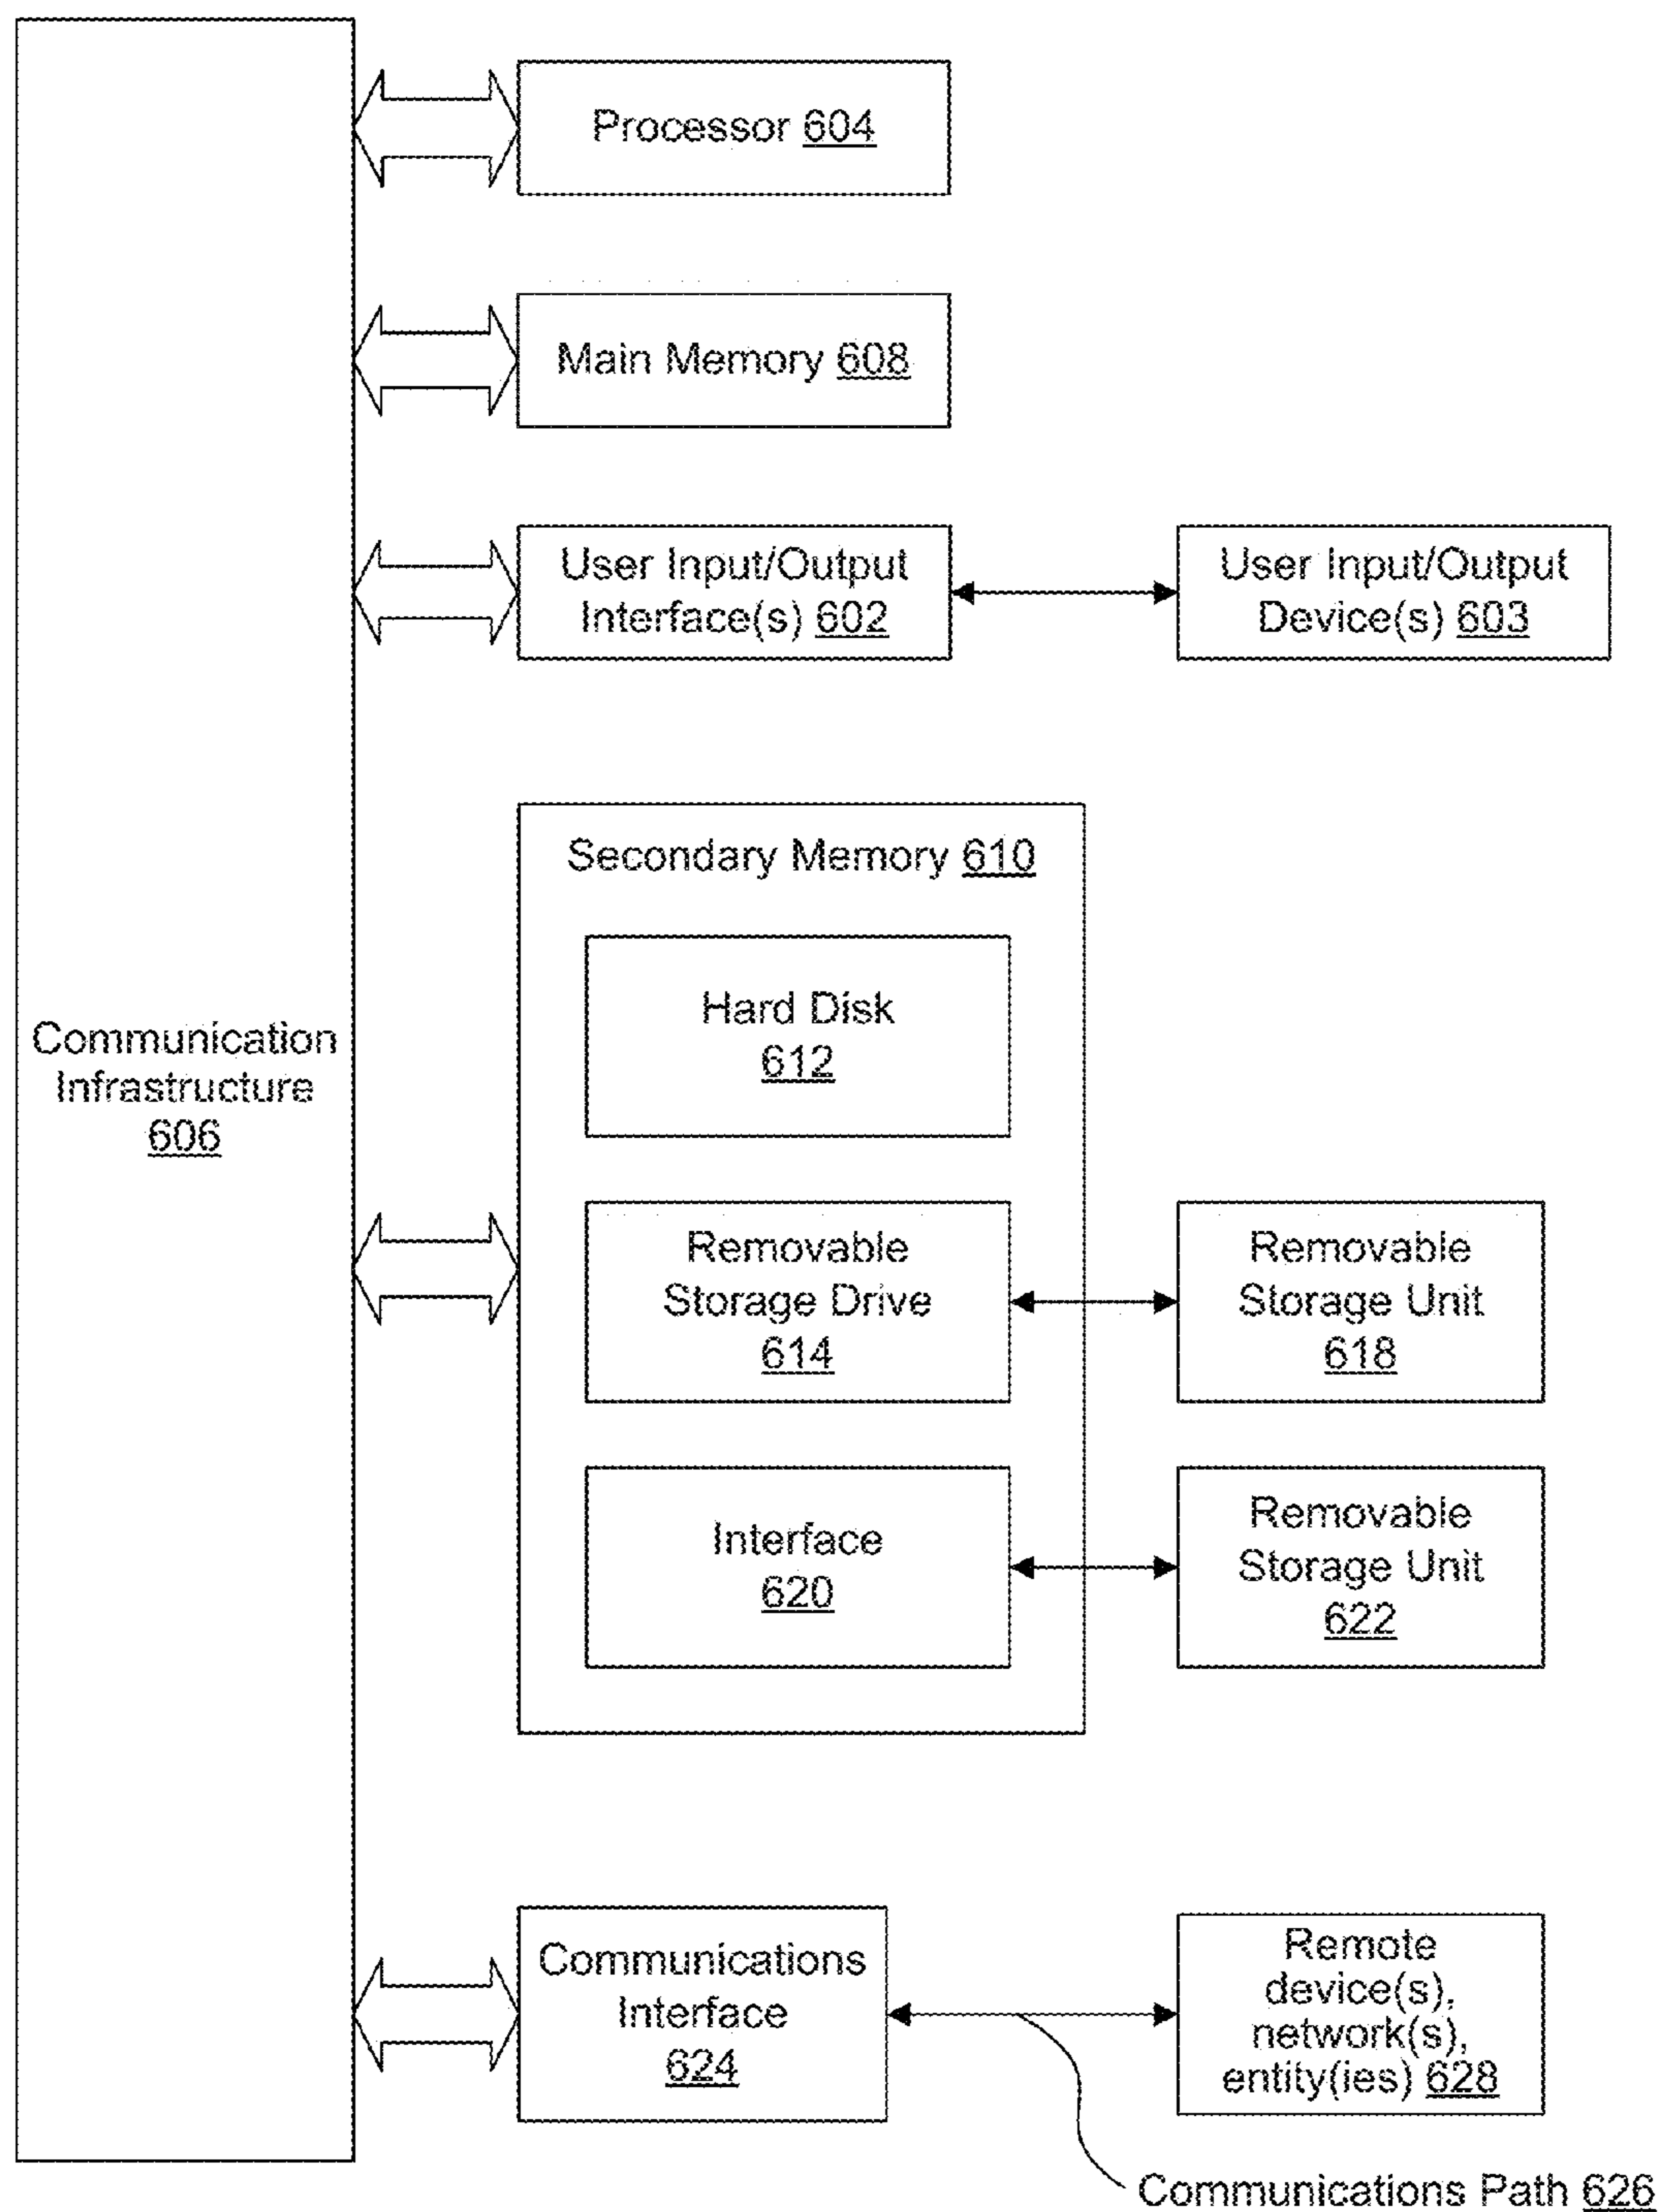 Processor 604
Main Memory 608
User Input/Output
Interface(s) 602
User Input/Output
Device(s) 603
Communication
Infrastructure
606
Secondary Memory 610
Hard Disk
612
Removable
Storage Drive
614
Removable
Storage Unit
618
Interface
620
Removable
Storage Unit
622
Communications
Interface
624
Remote
device(s),
network(s),
entity(ies) 628
Communications Path 626